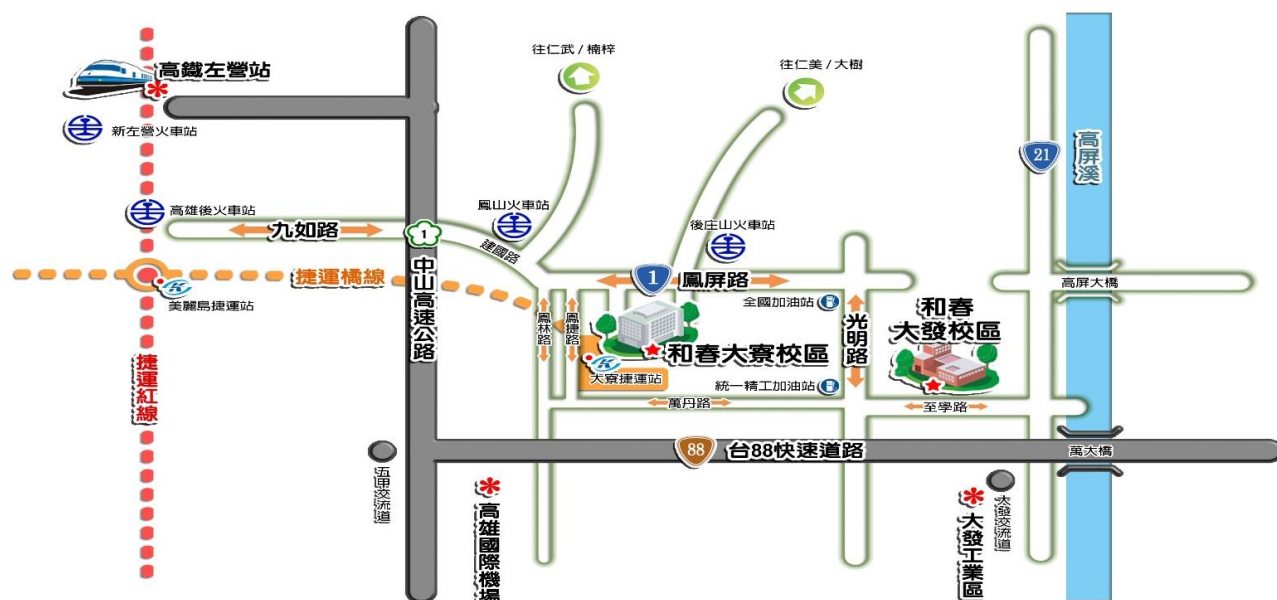 往仁武 / 楠梓
往仁美 / 大樹
高鐵左營站
新左營火車站
21
高屏溪
高雄後火車站
鳳山火車站
後庄山火車站
九如路
1
建國路
捷運橘線
中山高速公路
1
鳳屏路
高屏大橋
美麗島捷運站
全國加油站
和春
大發校區
鳳林路
鳳捷路
光明路
和春大寮校區
大寮捷運站
捷運紅線
統一精工加油站
萬丹路
至學路
88
台88快速道路
萬大橋
五甲交流道
高雄國際機場
大發工業區
大發交流道